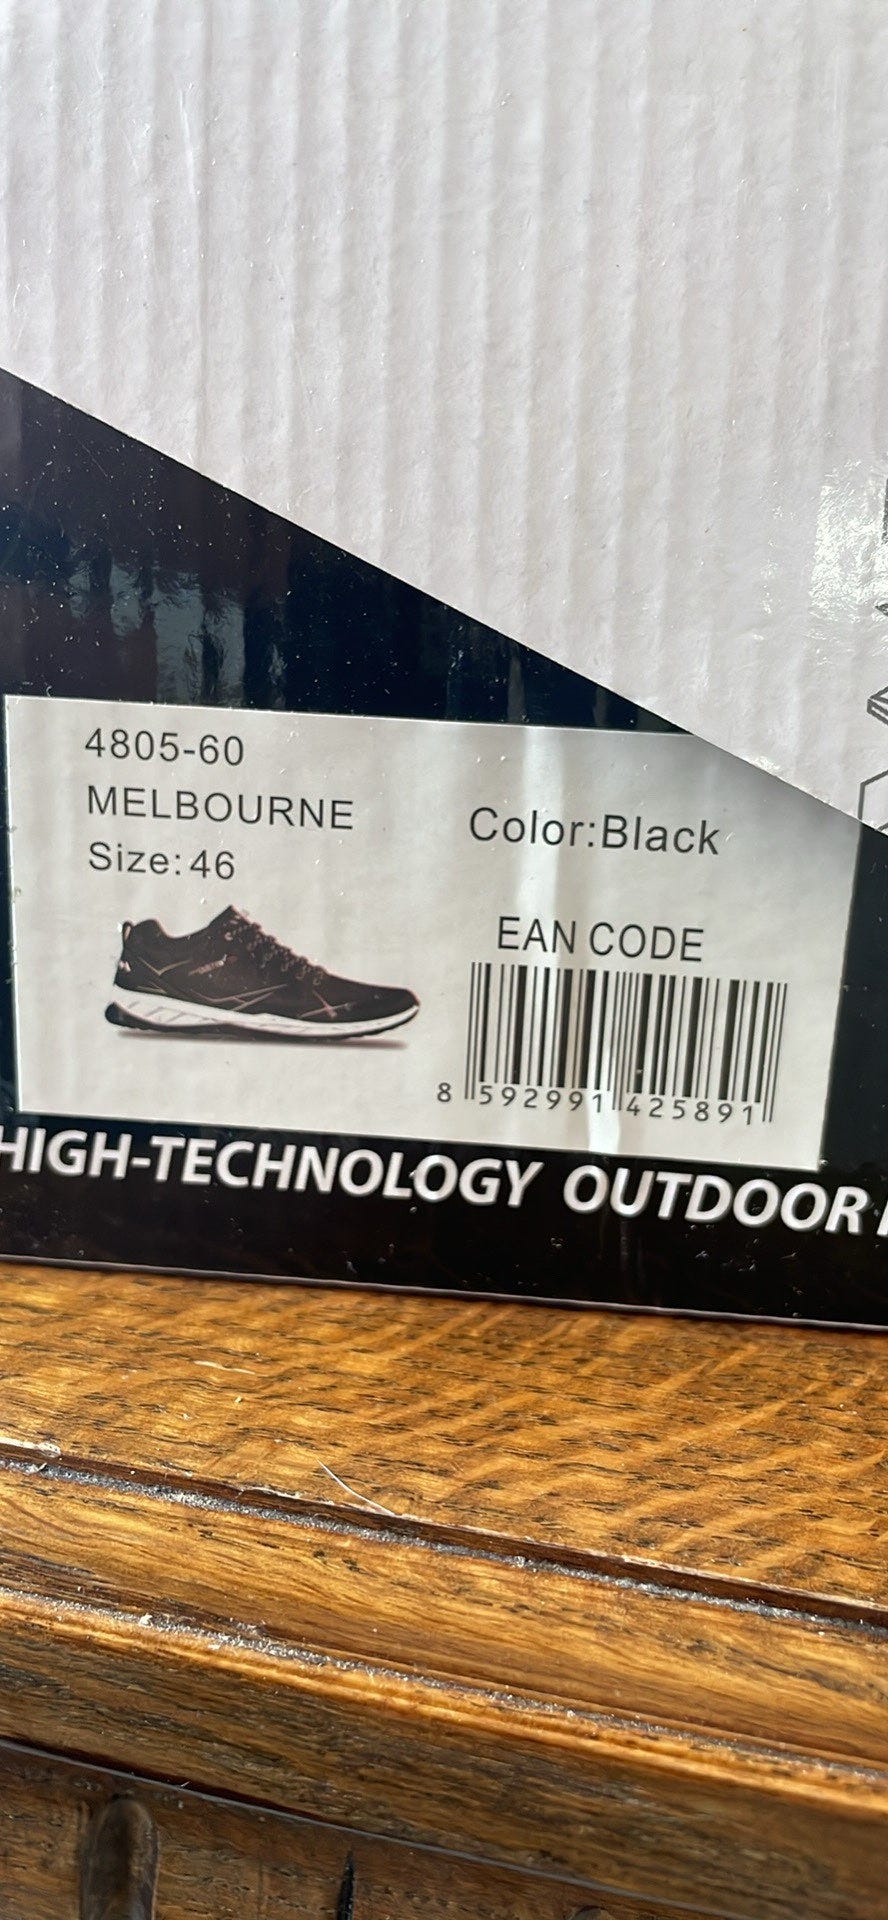 4805-60
MELBOURNE
Size:46
Color:Black
EAN CODE
8 592991 425891
HIGH-TECHNOLOGY OUTDOOR